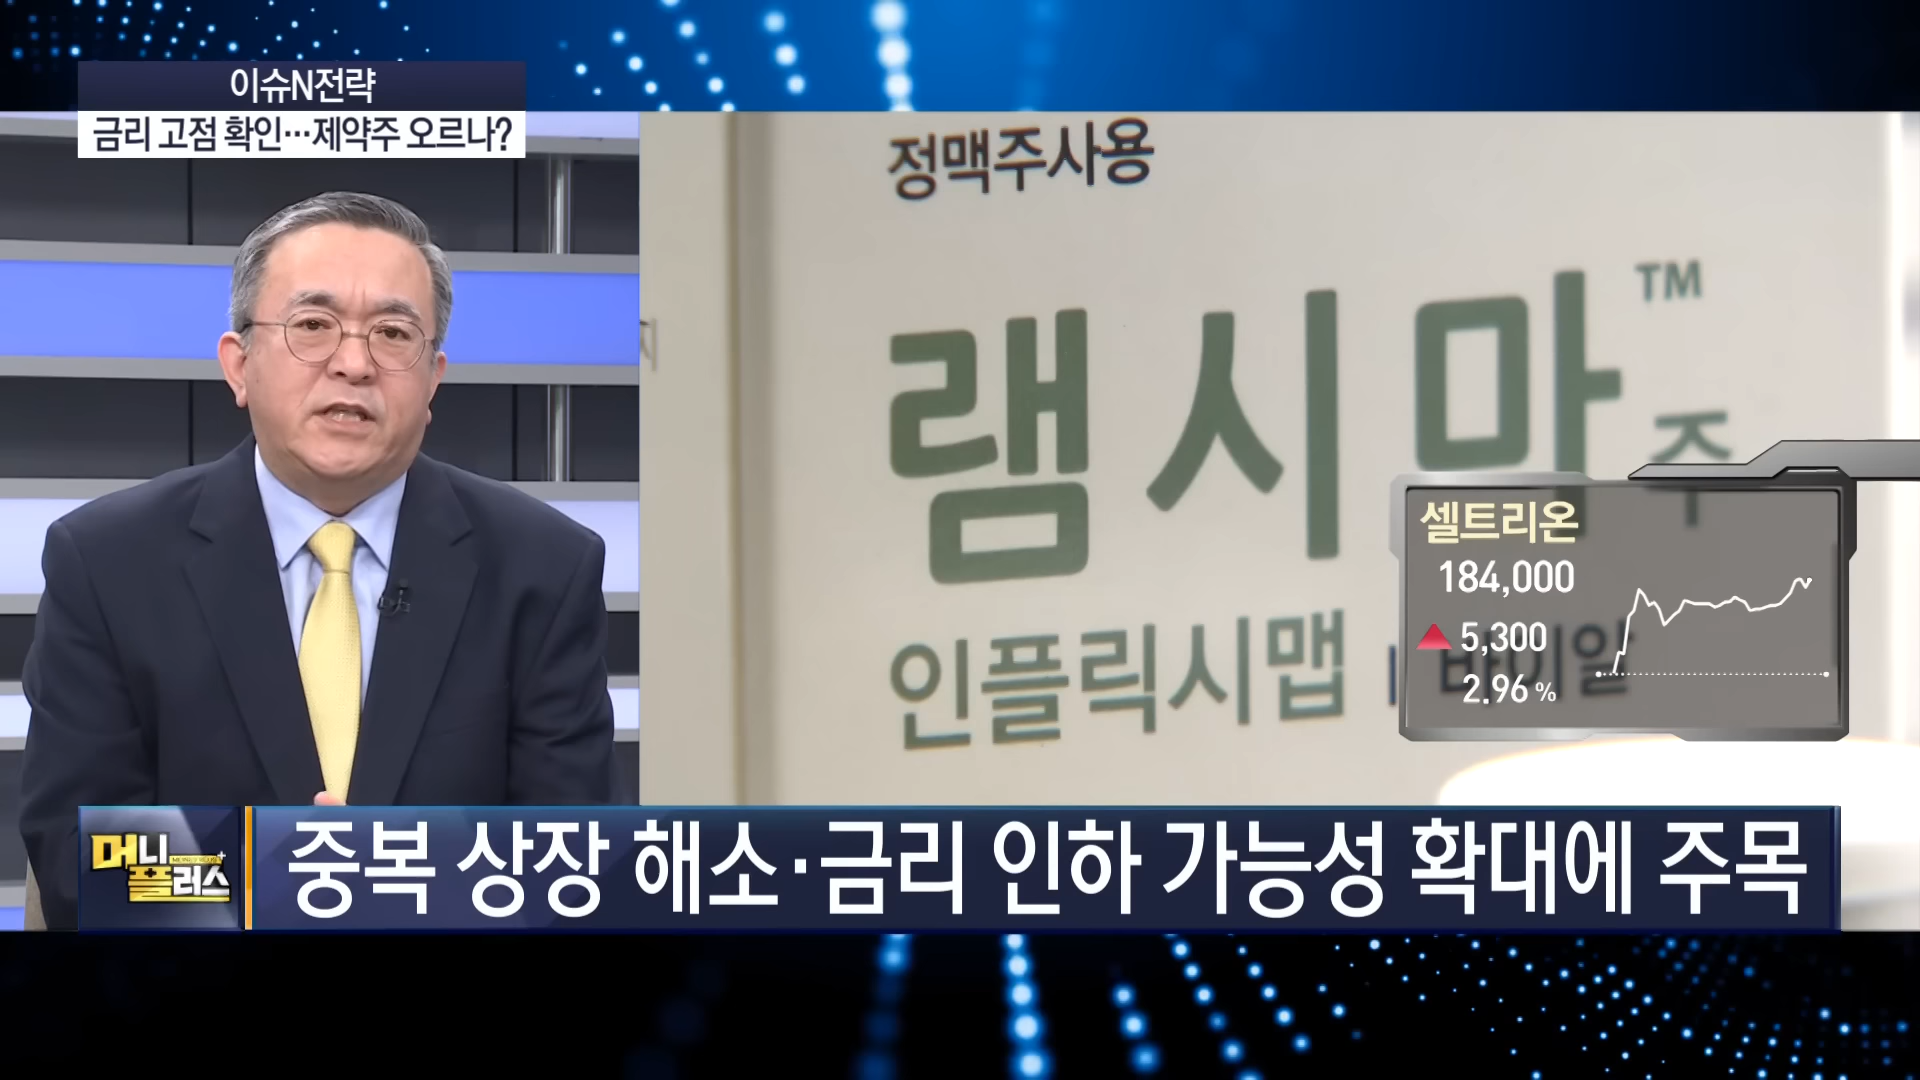 이슈N전략
금리 고점 확인…제약주 오르나?
정맥주사용
램시마™
주
인플릭시맵
셀트리온
184,000
▲ 5,300
2.96 %
머니플러스
중복 상장 해소·금리 인하 가능성 확대에 주목